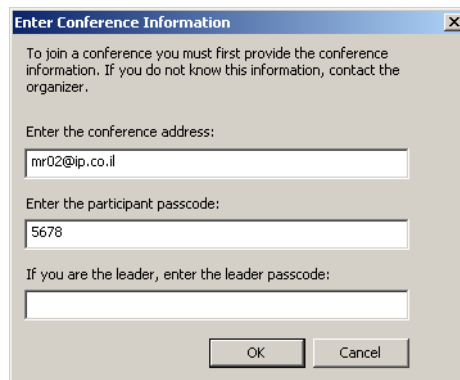 Enter Conference Information
To join a conference you must first provide the conference
information. If you do not know this information, contact the
organizer.
Enter the conference address:
mr02@ip.co.il
Enter the participant passcode:
5678
If you are the leader, enter the leader passcode:
OK Cancel